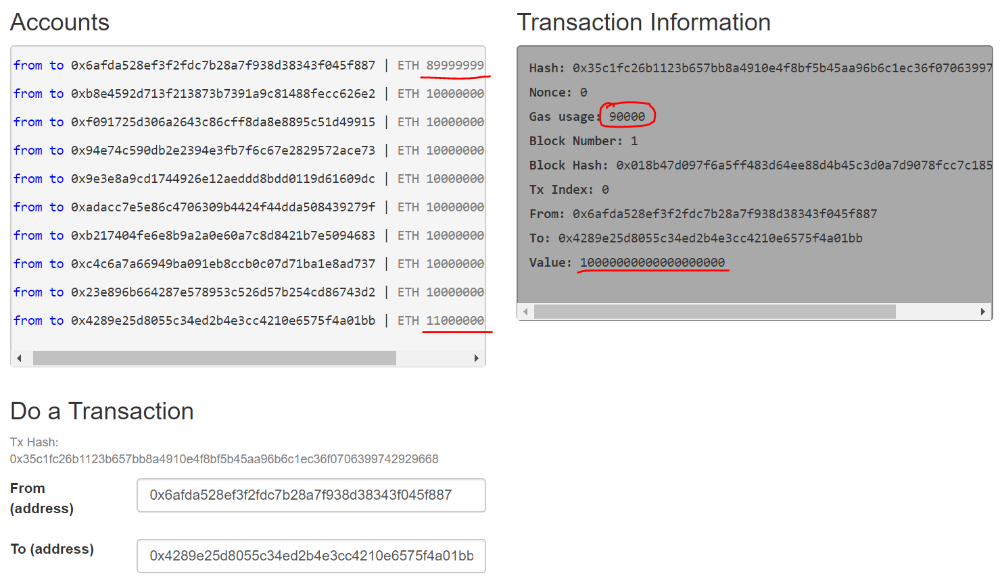 Accounts
from to 0x6afda528ef3f2fdc7b28a7f938d38343f045f887 | ETH 89999999
from to 0xb8e4592d713f213873b7391a9c81488fecc626e2 | ETH 10000000
from to 0xf091725d306a2643c86cff8da8e8895c51d49915 | ETH 10000000
from to 0x94e74c590db2e2394e3fb7f6c67e2829572ace73 | ETH 10000000
from to 0x9e3e8a9cd1744926e12aeddd8bdd0119d61609dc | ETH 10000000
from to 0xadacc7e5e86c4706309b4424f44dda508439279f | ETH 10000000
from to 0xb217404fe6e8b9a2a0e60a7c8d8421b7e5094683 | ETH 10000000
from to 0xc4c6a7a66949ba091eb8ccb0c07d71ba1e8ad737 | ETH 10000000
from to 0x23e896b664287e578953c526d57b254cd86743d2 | ETH 10000000
from to 0x4289e25d8055c34ed2b4e3cc4210e6575f4a01bb | ETH 11000000
Transaction Information
Hash: 0x35c1fc26b1123b657bb8a4910e4f8bf5b45aa96b6c1ec36f07063997
Nonce: 0
Gas usage: 90000
Block Number: 1
Block Hash: 0x018b47d097f6a5ff483d64ee88d4b45c3d0a7d9078fcc7c185
Tx Index: 0
From: 0x6afda528ef3f2fdc7b28a7f938d38343f045f887
To: 0x4289e25d8055c34ed2b4e3cc4210e6575f4a01bb
Value: 10000000000000000000
Do a Transaction
Tx Hash:
0x35c1fc26b1123b657bb8a4910e4f8bf5b45aa96b6c1ec36f0706399742929668
From
(address)
0x6afda528ef3f2fdc7b28a7f938d38343f045f887
To (address)
0x4289e25d8055c34ed2b4e3cc4210e6575f4a01bb